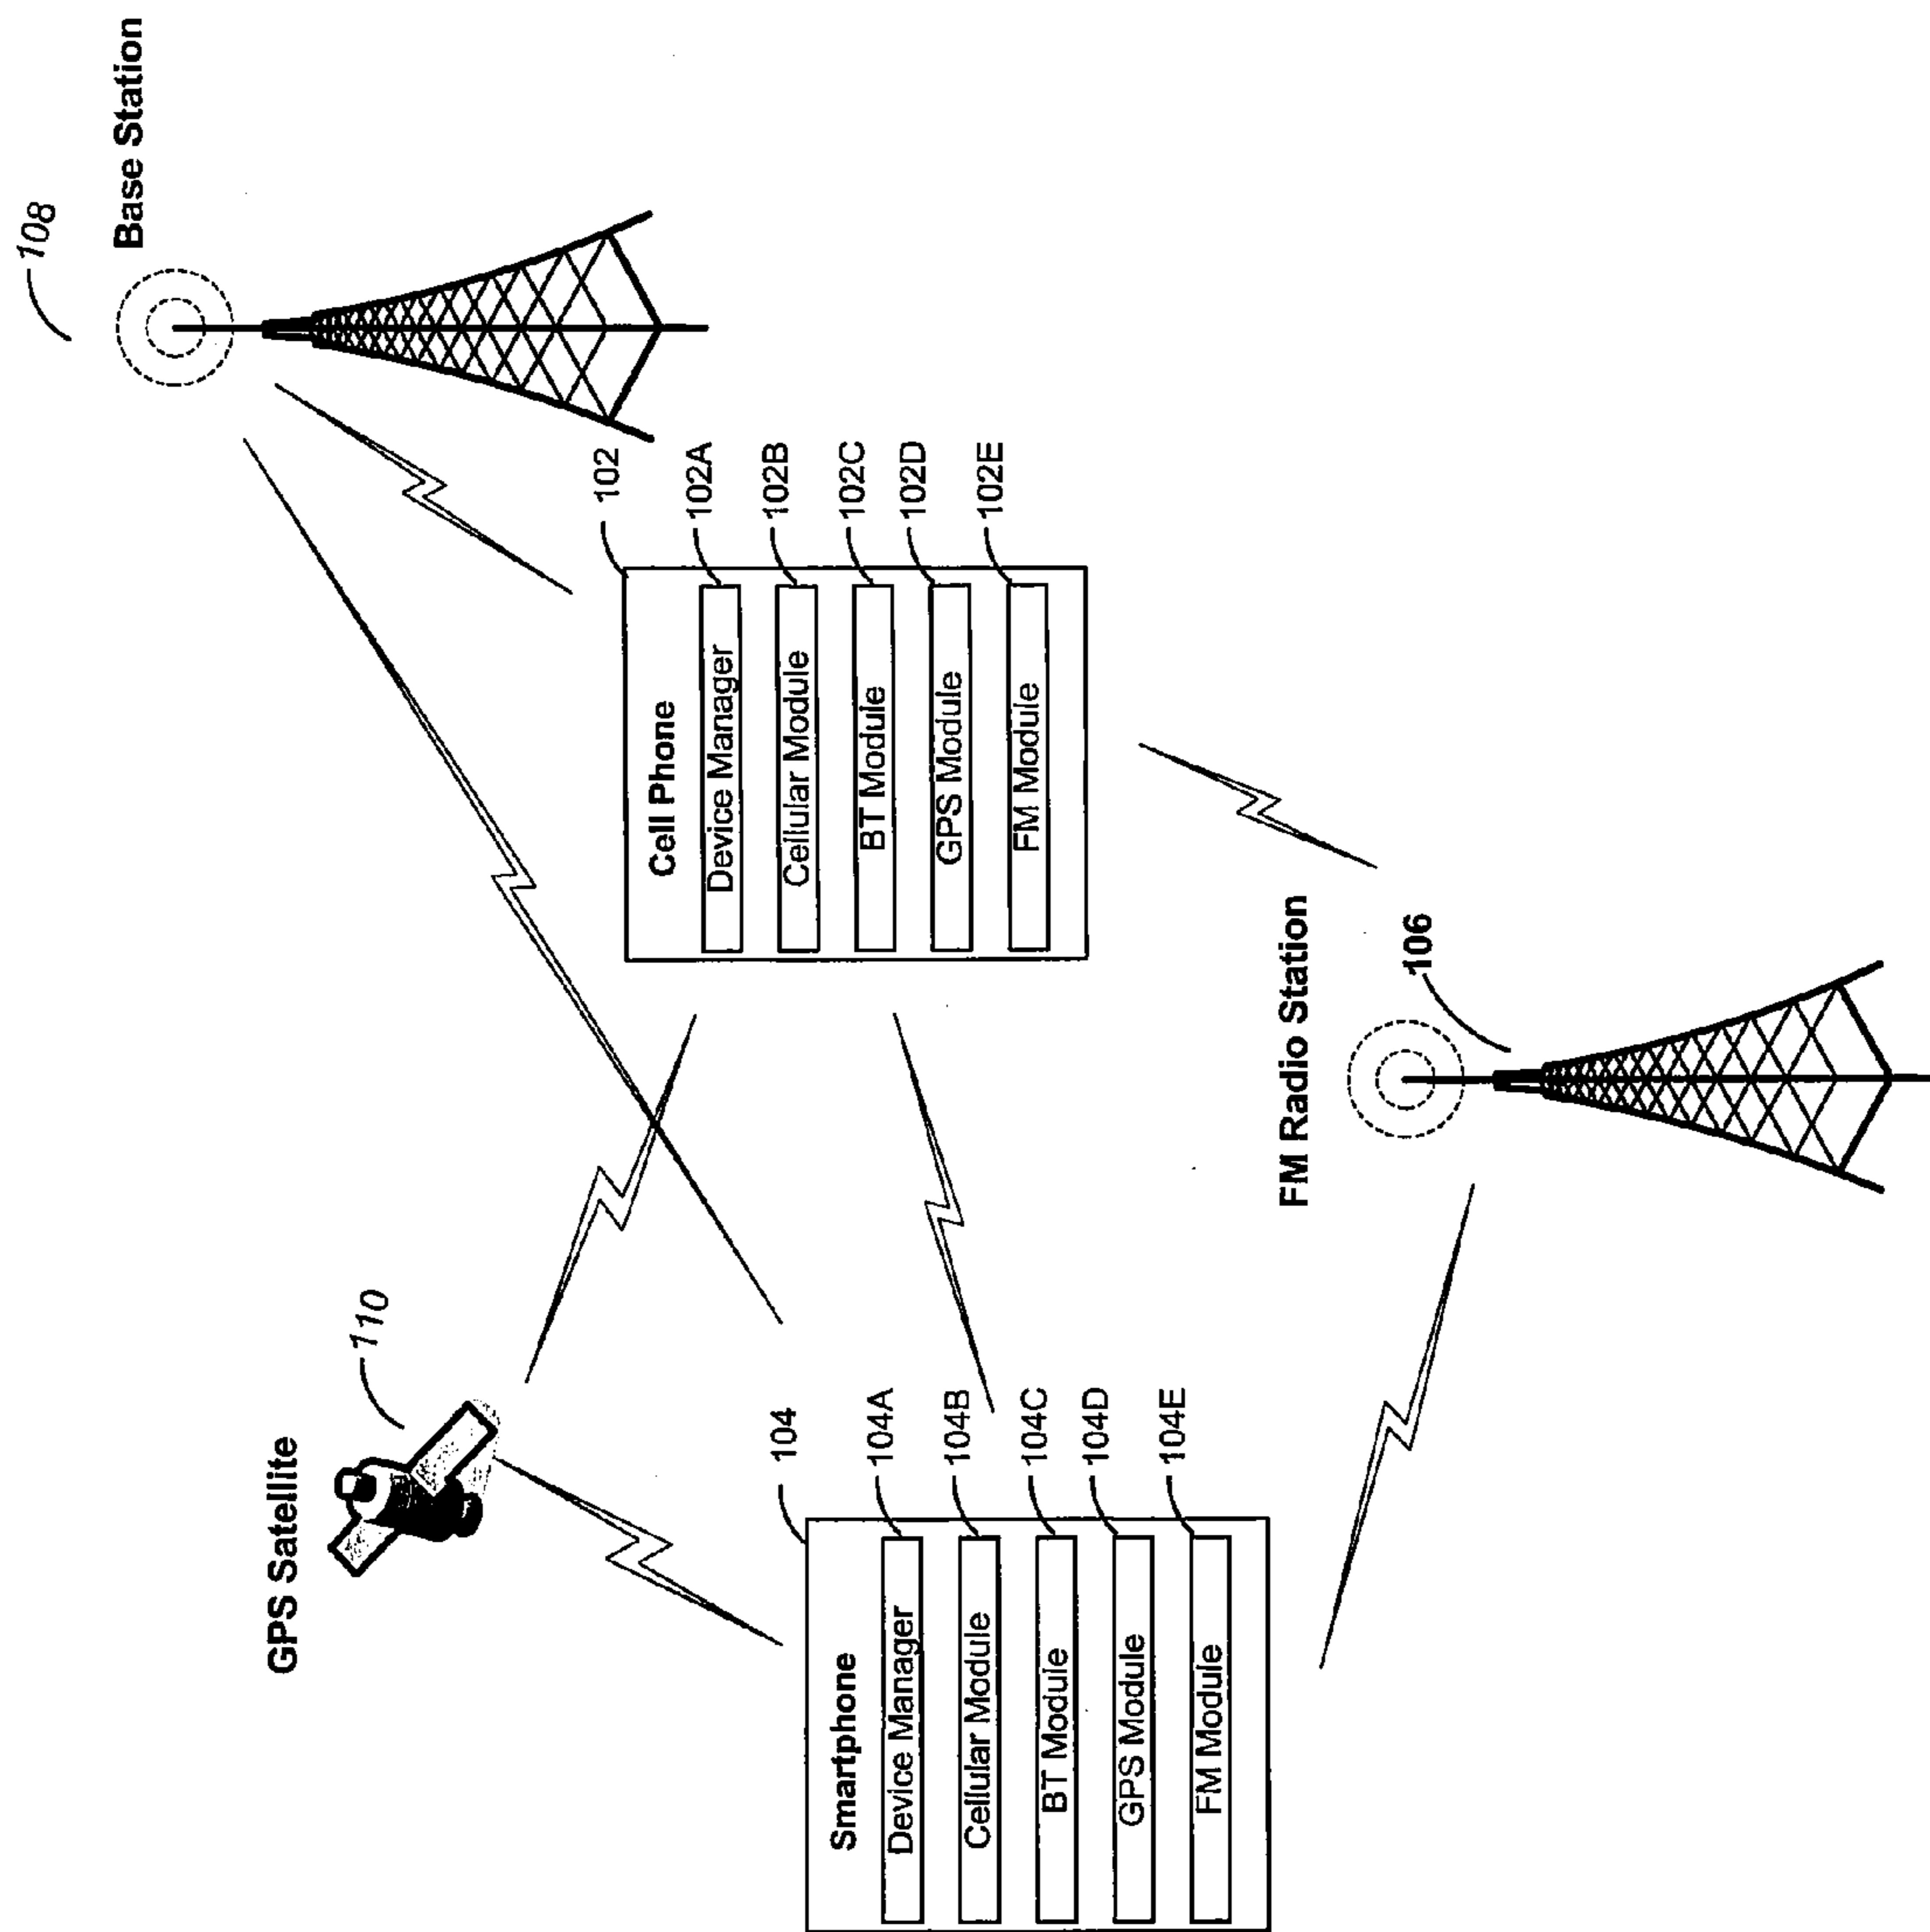 108
Base Station
GPS Satellite
110
102
Cell Phone
Device Manager
102A
Cellular Module
102B
BT Module
102C
GPS Module
102D
FM Module
102E
104
Smartphone
Device Manager
104A
Cellular Module
104B
BT Module
104C
GPS Module
104D
FM Module
104E
FM Radio Station
106